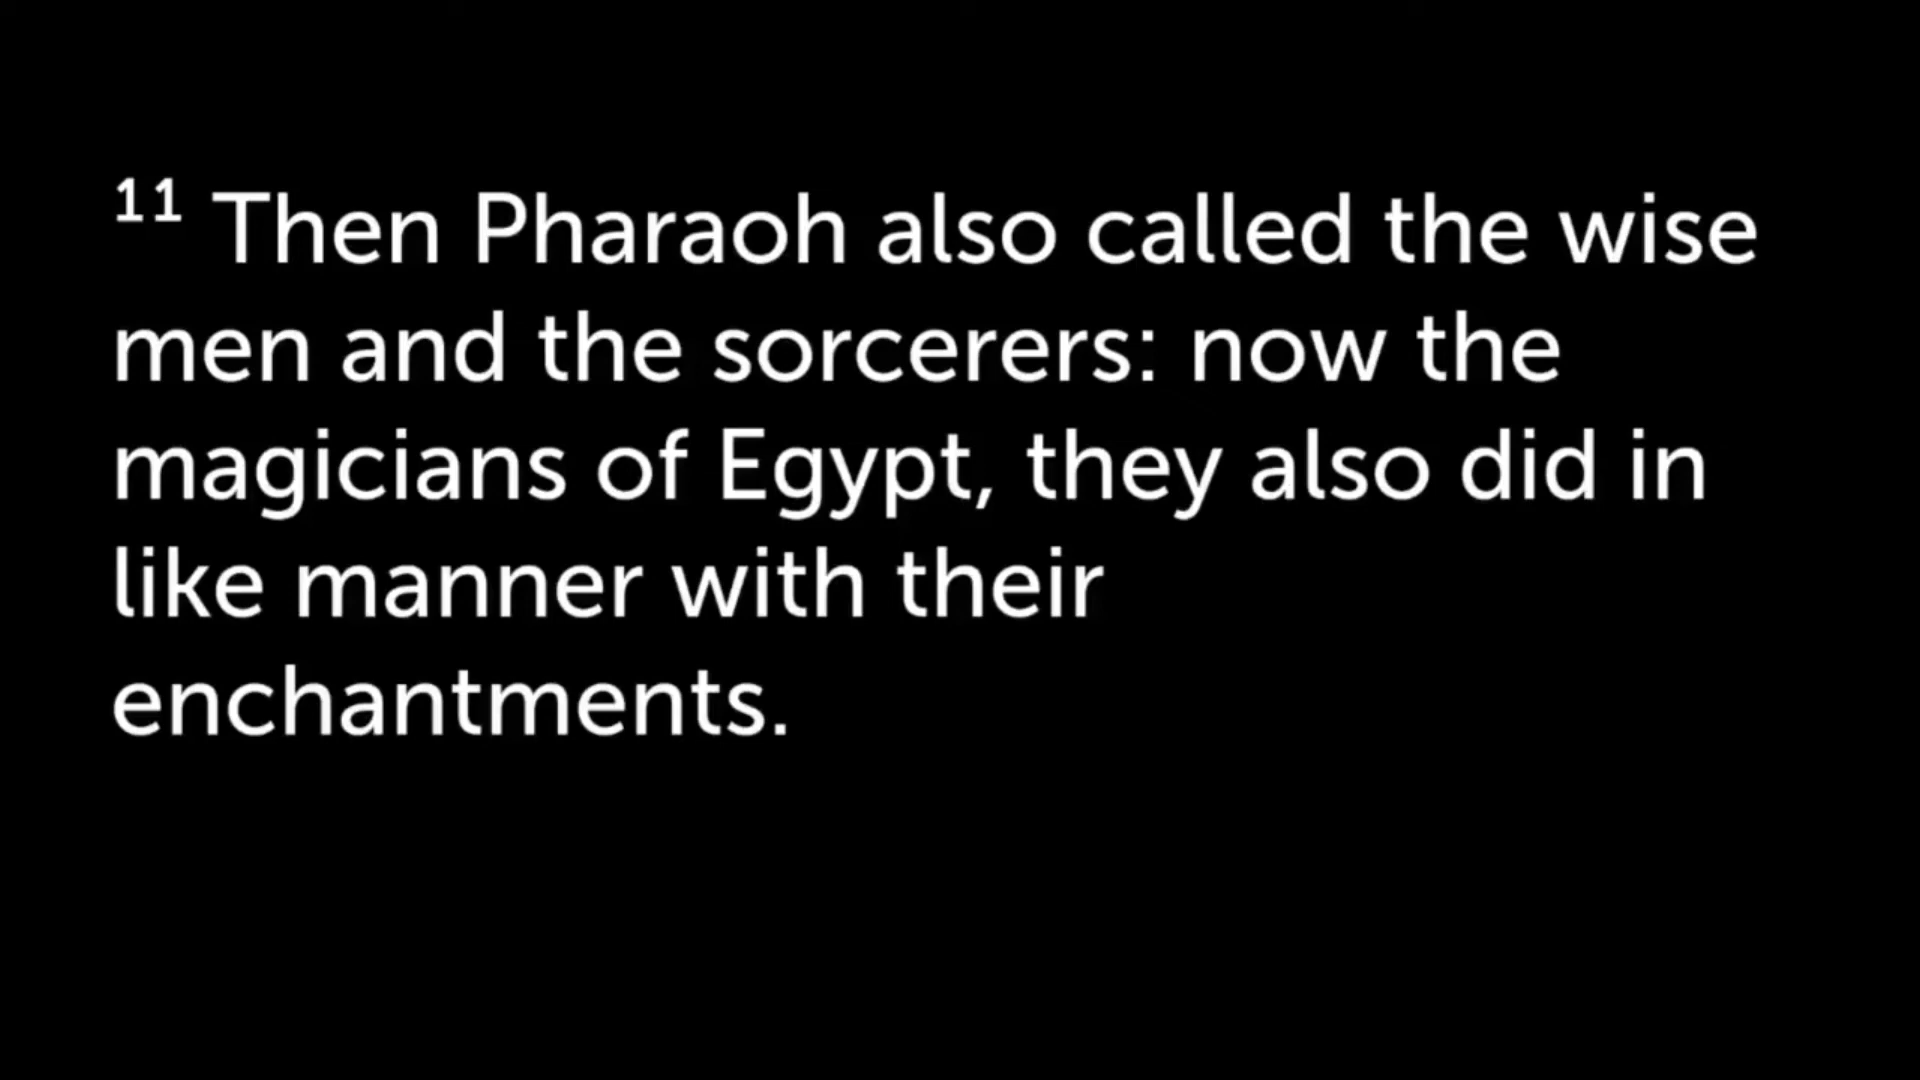 11 Then Pharaoh also called the wise
men and the sorcerers: now the
magicians of Egypt, they also did in
like manner with their
enchantments.